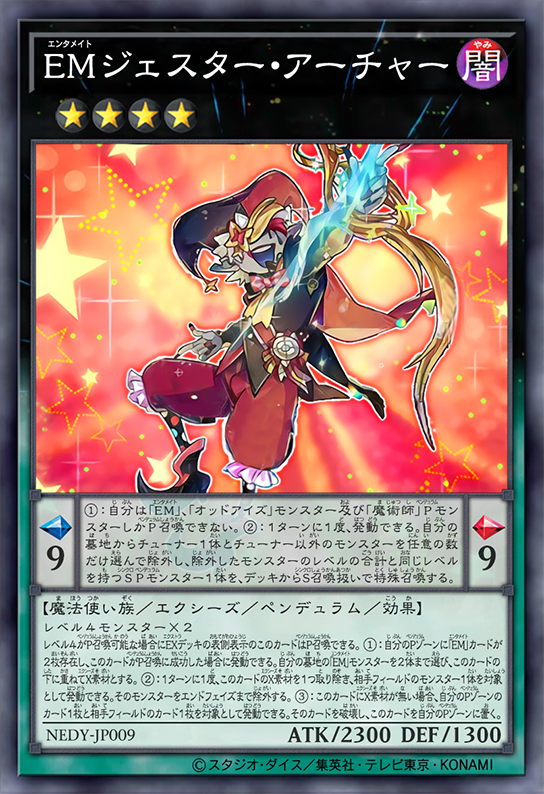 エンタメイト
EMジェスター・アーチャー
やみ
闇
①:自分は「EM」、「オッドアイズ」モンスター及び「魔術師」Pモン
スターしかP召喚できない。②:1ターンに1度、発動できる。自分の
墓地からチューナー1体とチューナー以外のモンスターを任意の数
だけ選んで除外し、除外したモンスターのレベルの合計と同じレベル
を持つSPモンスター1体を、デッキからS召喚扱いで特殊召喚する。
9
9
【魔法使い族/エクシーズ/ペンデュラム/効果】
レベル4モンスター×2
レベル4がP召喚可能な場合にEXデッキの表側表示のこのカードはP召喚できる。①:自分のPゾーンに「EM」カードが
2枚存在し、このカードがP召喚に成功した場合に発動できる。自分の墓地の「EM」モンスターを2体まで選び、このカードの
下に重ねてX素材とする。②:1ターンに1度、このカードのX素材を1つ取り除き、相手フィールドのモンスター1体を対象
として発動できる。そのモンスターをエンドフェイズまで除外する。③:このカードにX素材が無い場合、自分のPゾーンの
カード1枚と相手フィールドのカード1枚を対象として発動できる。そのカードを破壊し、このカードを自分のPゾーンに置く。
NEDY-JP009
ATK/2300 DEF/1300
©スタジオ・ダイス/集英社・テレビ東京・KONAMI